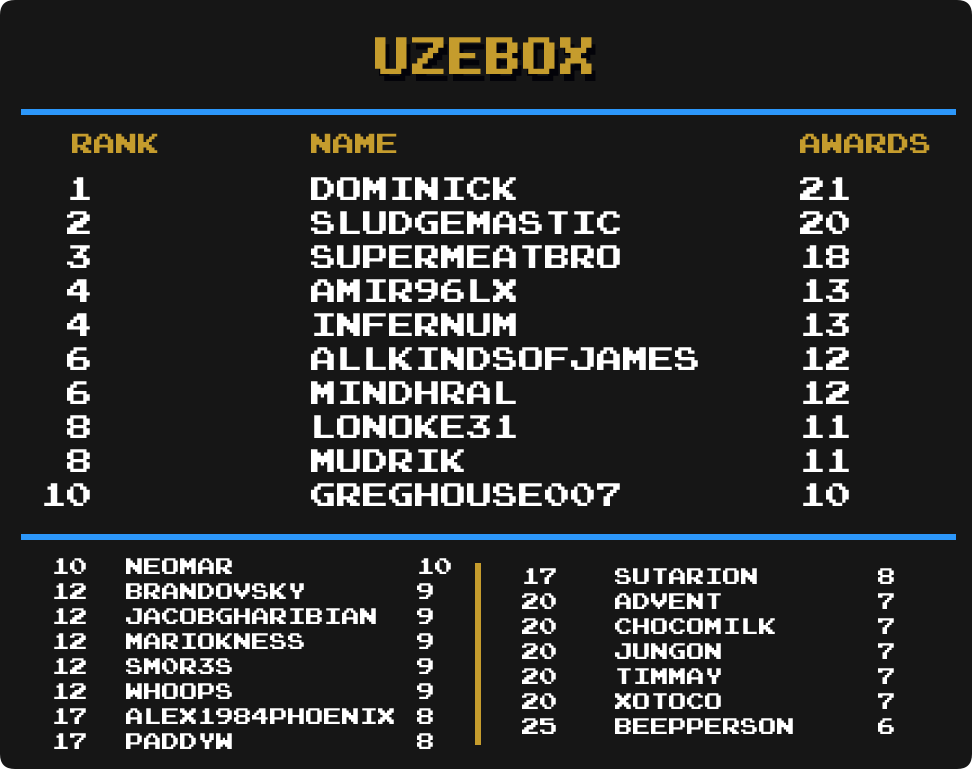 UZEBOX
RANK NAME AWARDS
1 DOMINICK 21
2 SLUDGEMASTIC 20
3 SUPERMEATBRO 18
4 AMIR96LX 13
4 INFERNUM 13
6 ALLKINDSOFJAMES 12
6 MINDHRAL 12
8 LONOKE31 11
8 MUDRIK 11
10 GREGHOUSE007 10
10 NEOMAR 10
12 BRANDOVSKY 9
12 JACOBGHARIBIAN 9
12 MARIOKNESS 9
12 SM0R3S 9
12 WHOOPS 9
17 ALEX1984PHOENIX 8
17 PADDYW 8
17 SUTARION 8
20 ADVENT 7
20 CHOCOMILK 7
20 JUNGON 7
20 TIMMAY 7
20 XOTOCO 7
25 BEEPPERSON 6